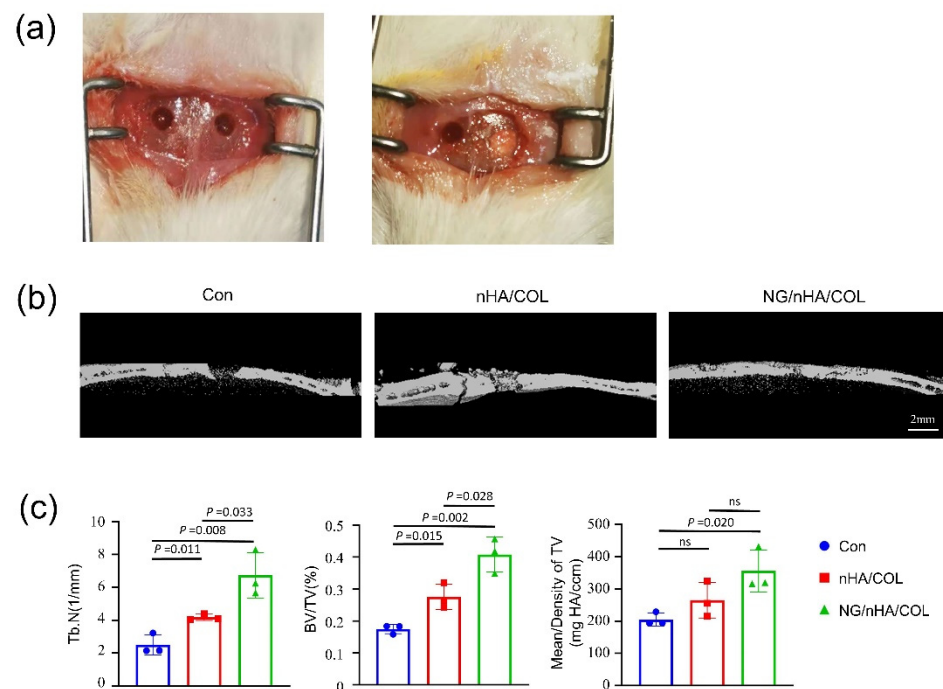 (a)
(b)
Con
nHA/COL
NG/nHA/COL
2mm
(c)
Tb.N(1/mm)
10
8
6
4
2
0
P =0.033
P =0.008
P =0.011
BV/TV(%)
0.5
0.4
0.3
0.2
0.1
0.0
P =0.028
P =0.002
P =0.015
Mean/Density of TV
(mg HA/ccm)
500
400
300
200
100
0
ns
P =0.020
ns
Con
nHA/COL
NG/nHA/COL